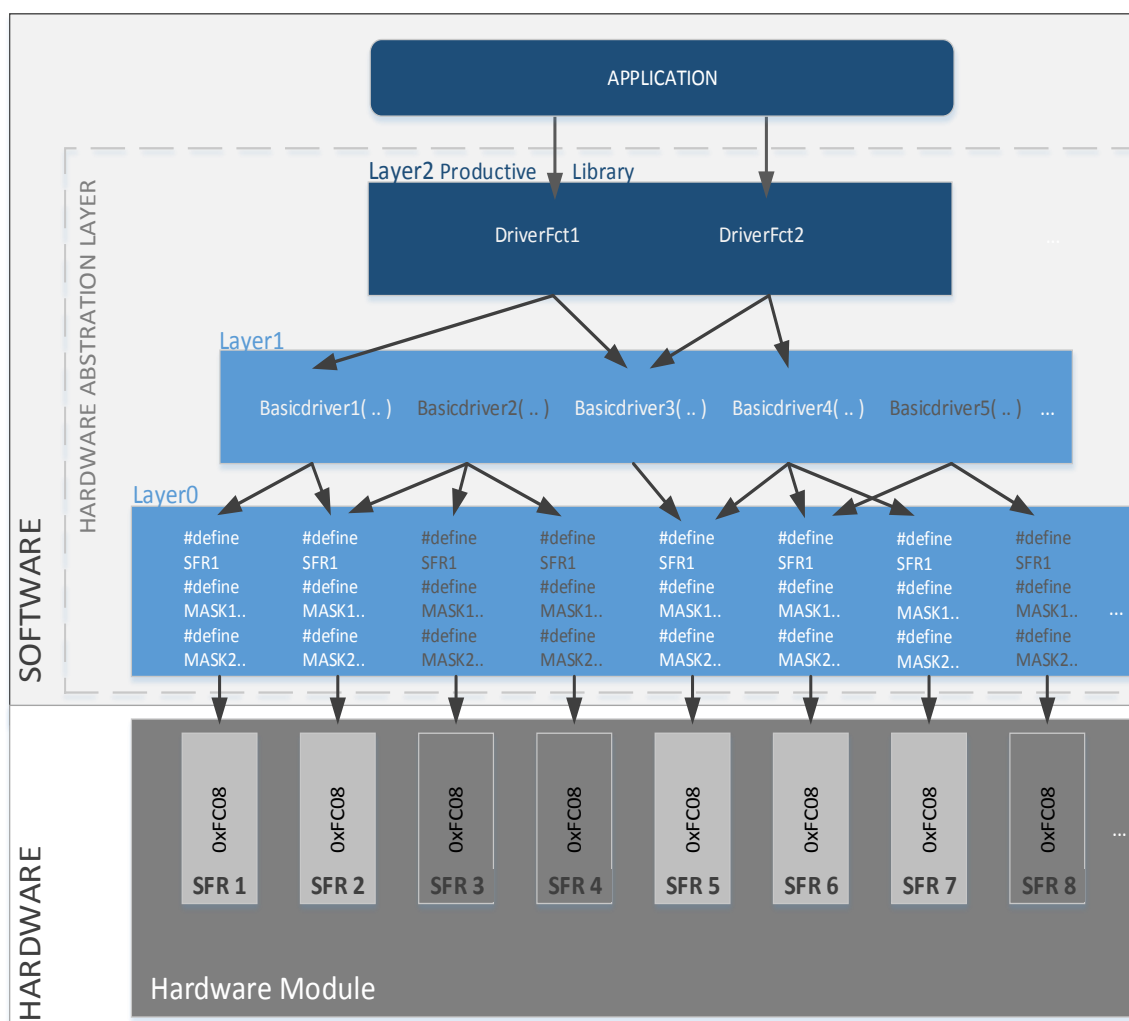 APPLICATION
Layer2 Productive Library
DriverFct1 DriverFct2 ...
HARDWARE ABSTRATION LAYER
Layer1
Basicdriver1( .. ) Basicdriver2( .. ) Basicdriver3( .. ) Basicdriver4( .. ) Basicdriver5( .. ) ...
Layer0
#define #define #define #define #define #define #define #define
SFR1 SFR1 SFR1 SFR1 SFR1 SFR1 SFR1 SFR1
#define #define #define #define #define #define #define #define
MASK1.. MASK1.. MASK1.. MASK1.. MASK1.. MASK1.. MASK1.. MASK1.. ...
#define #define #define #define #define #define #define #define
MASK2.. MASK2.. MASK2.. MASK2.. MASK2.. MASK2.. MASK2.. MASK2..
SOFTWARE
0xFC08 0xFC08 0xFC08 0xFC08 0xFC08 0xFC08 0xFC08 0xFC08 ...
SFR 1 SFR 2 SFR 3 SFR 4 SFR 5 SFR 6 SFR 7 SFR 8
HARDWARE
Hardware Module